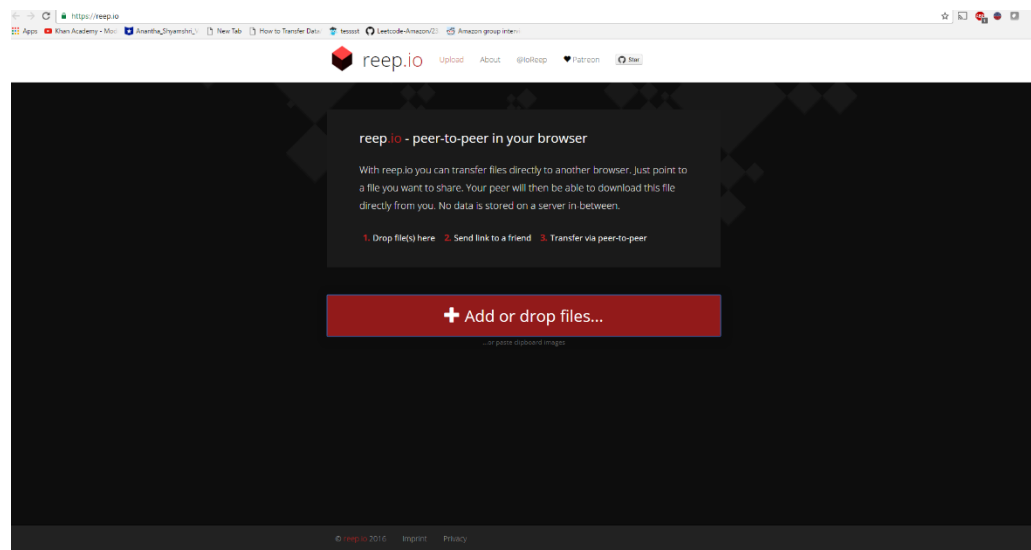 https://reep.io
Apps Khan Academy - Mod Anantha_Shyamshri_ New Tab How to Transfer Data tessst Leetcode-Amazon/23 Amazon group interv
reep.io Upload About @IoReep Patreon Star
reep.io - peer-to-peer in your browser
With reep.io you can transfer files directly to another browser. Just point to
a file you want to share. Your peer will then be able to download this file
directly from you. No data is stored on a server in-between.
1. Drop file(s) here 2. Send link to a friend 3. Transfer via peer-to-peer
Add or drop files...
...or paste clipboard images
© reep.io 2016 Imprint Privacy